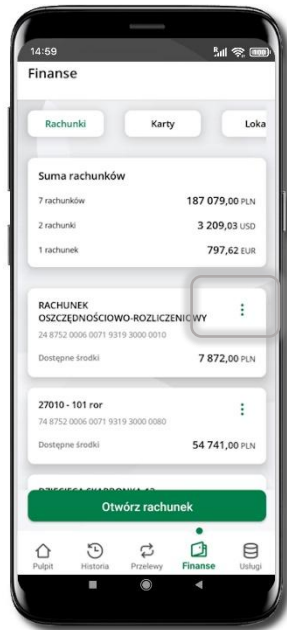 14:59
Finanse
Rachunki Karty Loka
Suma rachunków
7 rachunków 187 079,00 PLN
2 rachunki 3 209,03 USD
1 rachunek 797,62 EUR
RACHUNEK
OSZCZĘDNOŚCIOWO-ROZLICZENIOWY
24 8752 0006 0071 9319 3000 0010
Dostępne środki 7 872,00 PLN
27010 - 101 ror
74 8752 0006 0071 9319 3000 0080
Dostępne środki 54 741,00 PLN
Otwórz rachunek
Pulpit Historia Przelewy Finanse Usługi